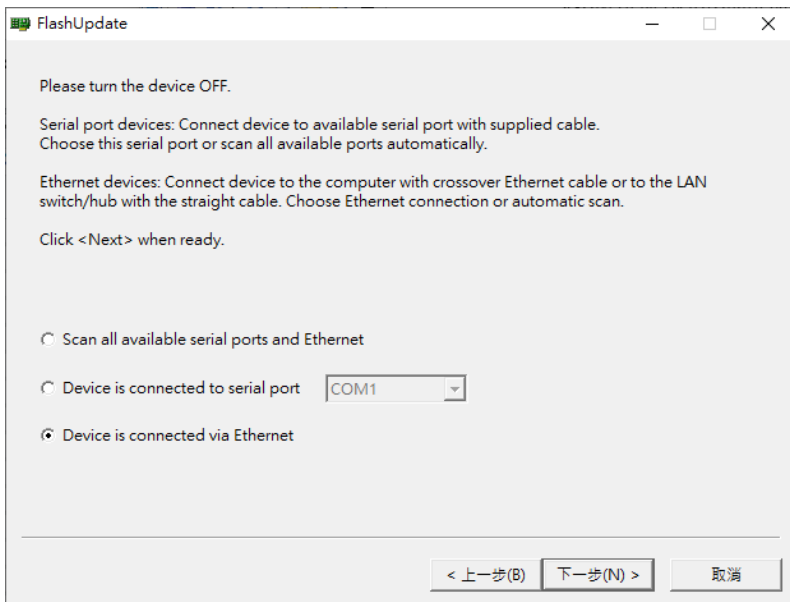 FlashUpdate
Please turn the device OFF.
Serial port devices: Connect device to available serial port with supplied cable.
Choose this serial port or scan all available ports automatically.
Ethernet devices: Connect device to the computer with crossover Ethernet cable or to the LAN
switch/hub with the straight cable. Choose Ethernet connection or automatic scan.
Click <Next> when ready.
Scan all available serial ports and Ethernet
Device is connected to serial port COM1
Device is connected via Ethernet
< 上一步(B) 下一步(N) > 取消